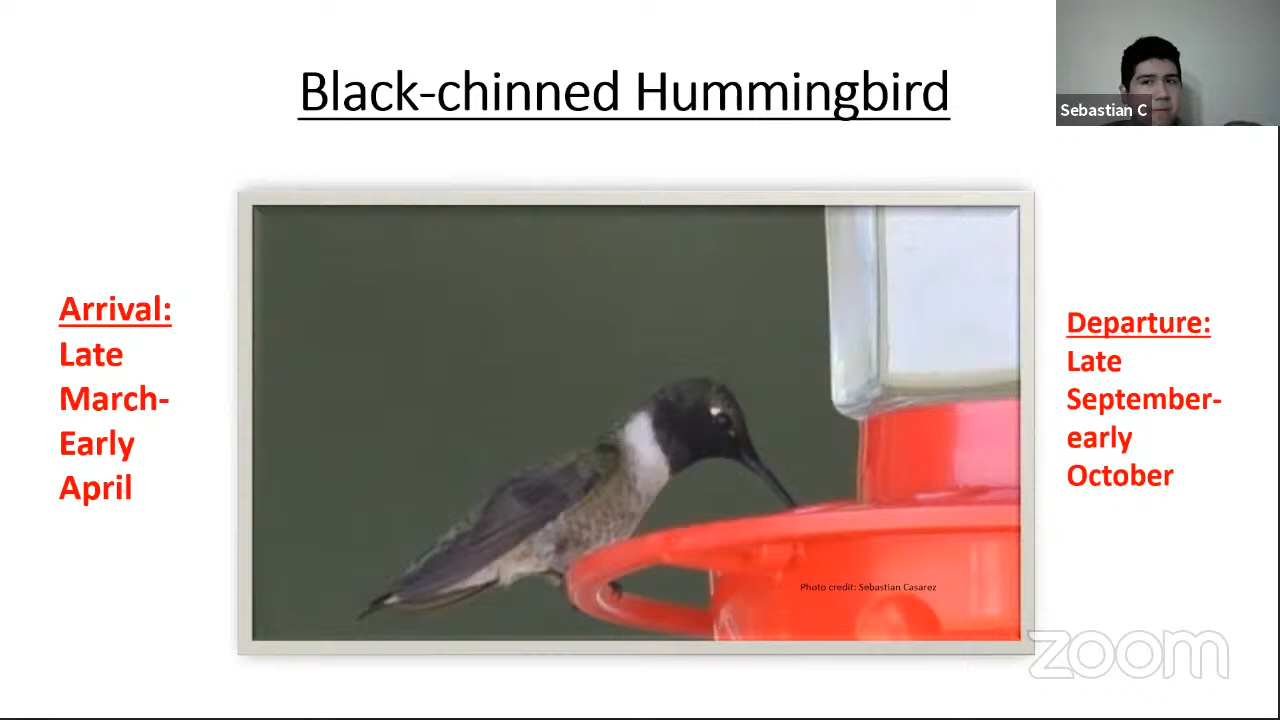 Black-chinned Hummingbird
Sebastian C
Arrival:
Late
March-
Early
April
Departure:
Late
September-
early
October
Photo credit: Sebastian Casarez
zoom